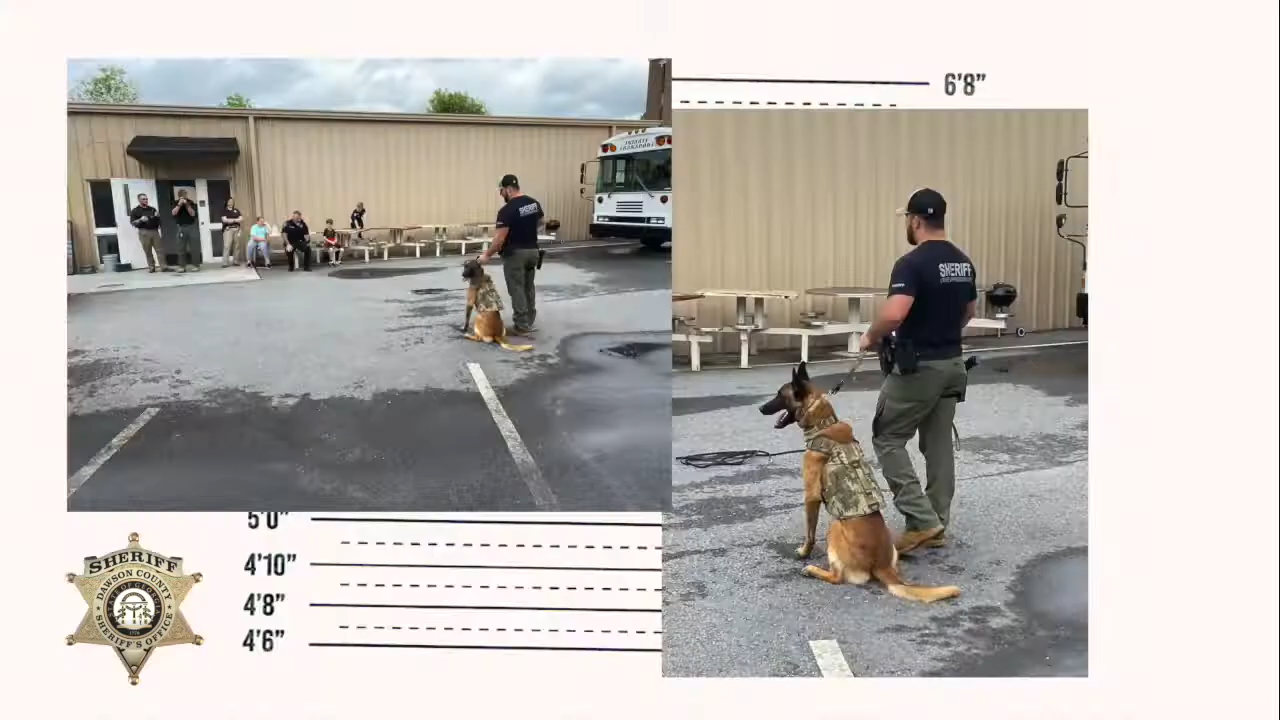 6'8"
SHERIFF
SHERIFF
5'0"
4'10"
4'8"
4'6"
SHERIFF
DAWSON COUNTY
SHERIFF'S OFFICE